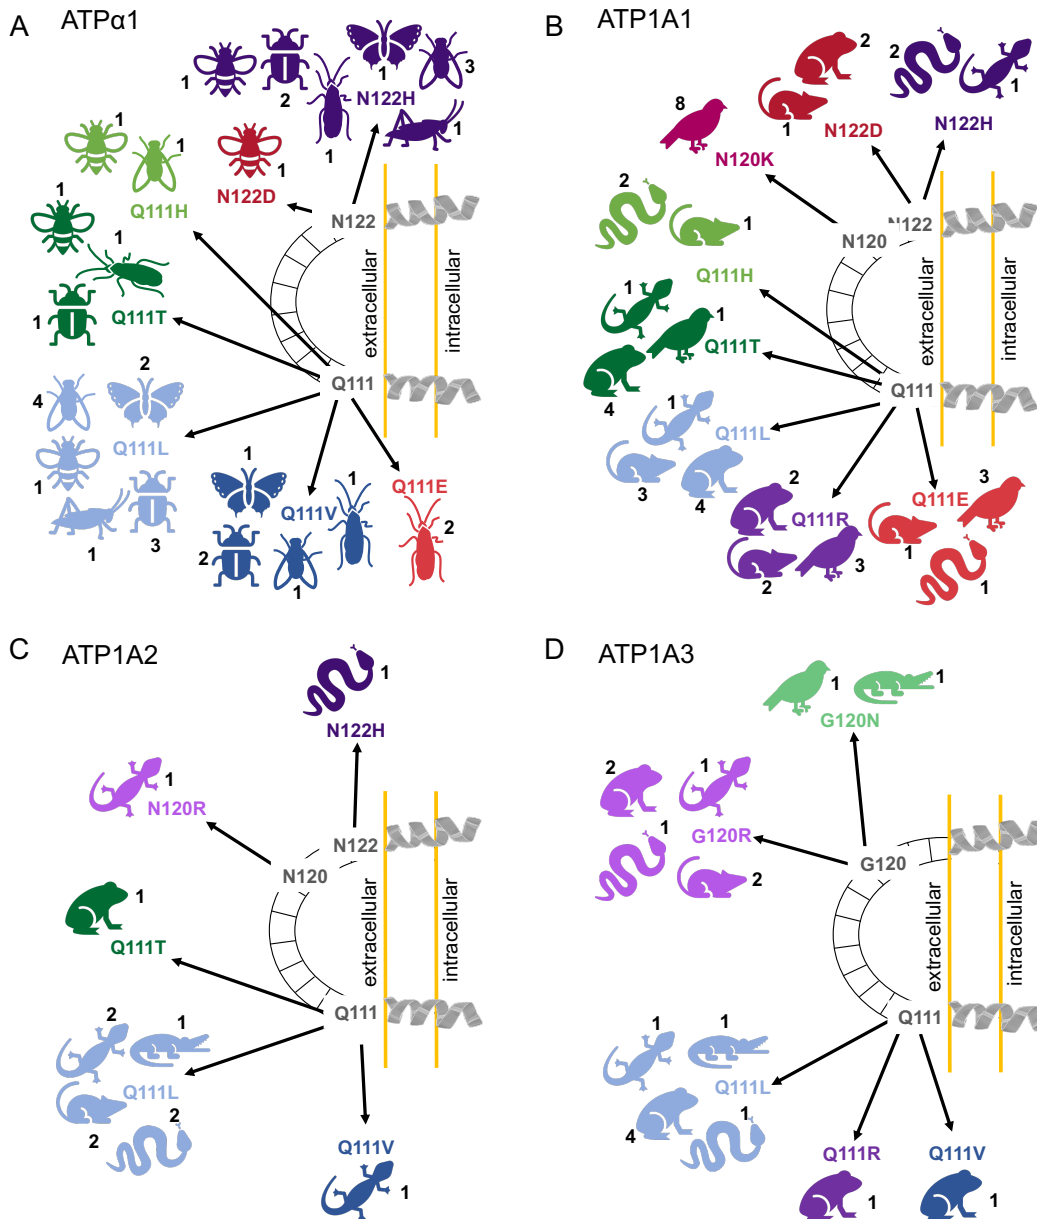 A
ATPα1
1
2
1
3
N122H
1
1
1
1
N122D
1
Q111H
1
1
Q111T
1
N122
extracellular
intracellular
Q111
2
4
Q111L
1
1
3
1
Q111V
2
1
1
Q111E
2
B
ATP1A1
2
1
N122D
2
1
N122H
8
N120K
2
1
Q111H
1
1
Q111T
4
N122
N120
extracellular
intracellular
Q111
1
Q111L
3
4
2
Q111R
2
3
3
Q111E
1
1
C
ATP1A2
1
N122H
1
N120R
N122
N120
1
Q111T
extracellular
intracellular
Q111
2
1
Q111L
2
2
Q111V
1
D
ATP1A3
1
1
G120N
2
1
1
G120R
2
G120
extracellular
intracellular
Q111
1
1
Q111L
1
4
Q111R
1
Q111V
1